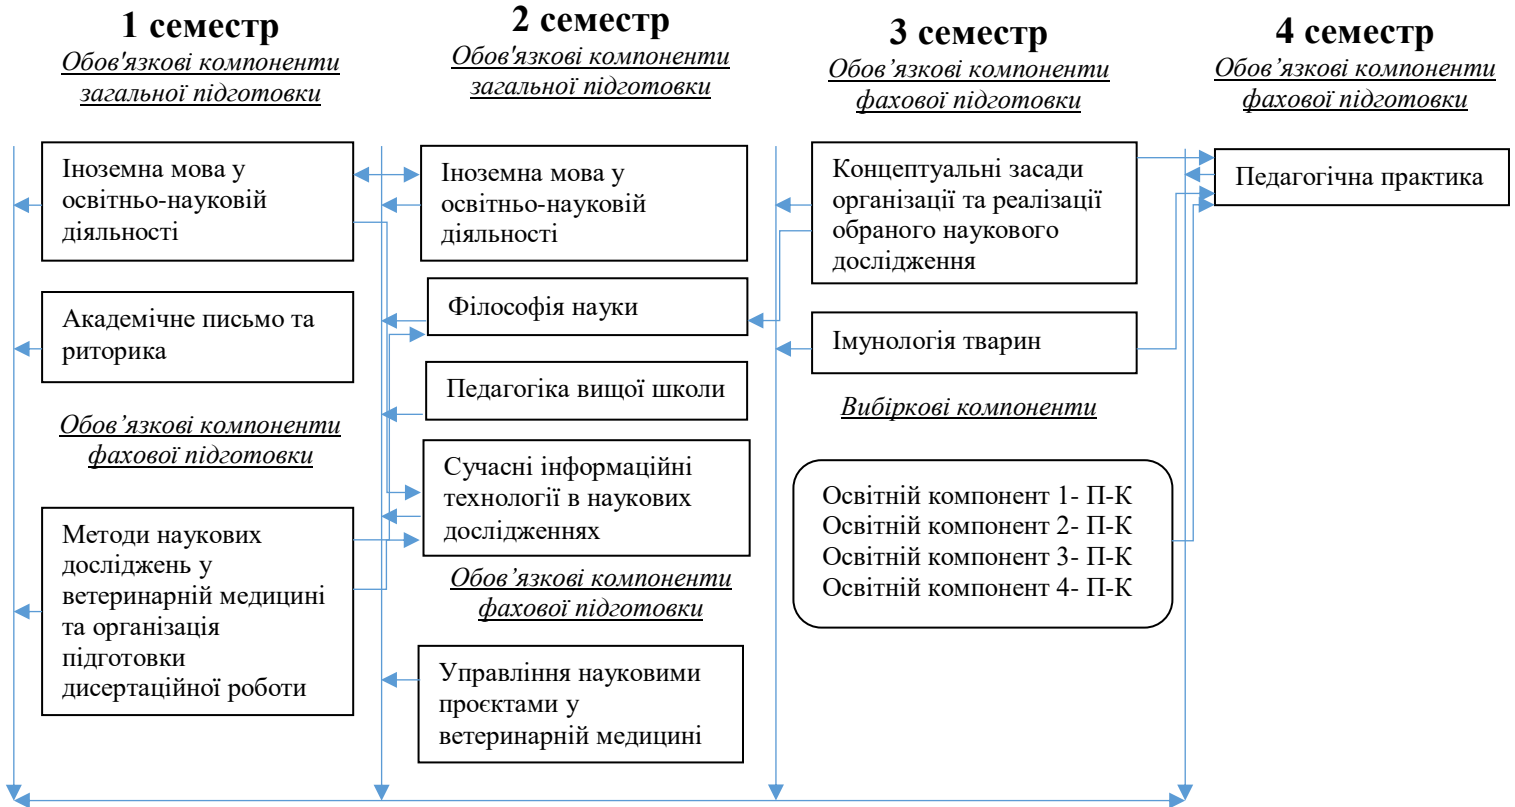 1 семестр
Обов'язкові компоненти
загальної підготовки
Іноземна мова у
освітньо-науковій
діяльності
Академічне письмо та
риторика
Обов’язкові компоненти
фахової підготовки
Методи наукових
досліджень у
ветеринарній медицині
та організація
підготовки
дисертаційної роботи
2 семестр
Обов'язкові компоненти
загальної підготовки
Іноземна мова у
освітньо-науковій
діяльності
Філософія науки
Педагогіка вищої школи
Сучасні інформаційні
технології в наукових
дослідженнях
Обов’язкові компоненти
фахової підготовки
Управління науковими
проєктами у
ветеринарній медицині
3 семестр
Обов’язкові компоненти
фахової підготовки
Концептуальні засади
організації та реалізації
обраного наукового
дослідження
Імунологія тварин
Вибіркові компоненти
Освітній компонент 1- П-К
Освітній компонент 2- П-К
Освітній компонент 3- П-К
Освітній компонент 4- П-К
4 семестр
Обов’язкові компоненти
фахової підготовки
Педагогічна практика